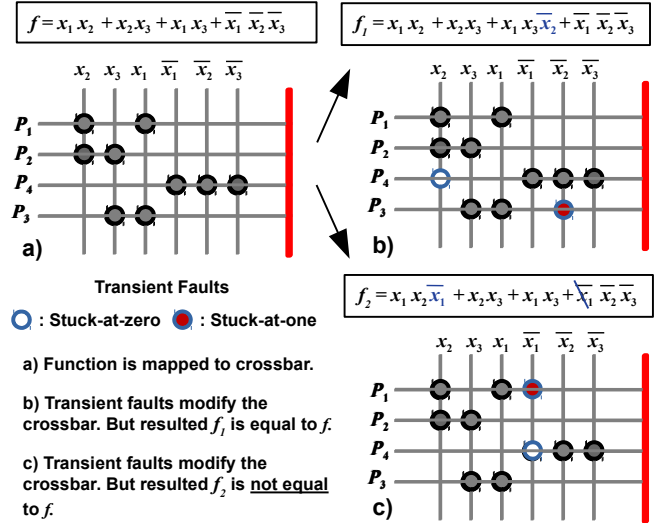 f = x₁ x₂ + x₂x₃ + x₁ x₃ + x̅₁ x̅₂ x̅₃
x₂ x₃ x₁ x̅₁ x̅₂ x̅₃
P₁
P₂
P₄
P₃
a)
f₁ = x₁ x₂ + x₂x₃ + x₁ x₃x̅₂ + x̅₁ x̅₂ x̅₃
x₂ x₃ x₁ x̅₁ x̅₂ x̅₃
P₁
P₂
P₄
P₃
b)
Transient Faults
: Stuck-at-zero : Stuck-at-one
a) Function is mapped to crossbar.
b) Transient faults modify the
crossbar. But resulted f₁ is equal to f.
c) Transient faults modify the
crossbar. But resulted f₂ is not equal
to f.
f₂ = x₁ x₂x̅₁ + x₂x₃ + x₁ x₃ + x̅₁ x̅₂ x̅₃
x₂ x₃ x₁ x̅₁ x̅₂ x̅₃
P₁
P₂
P₄
P₃
c)